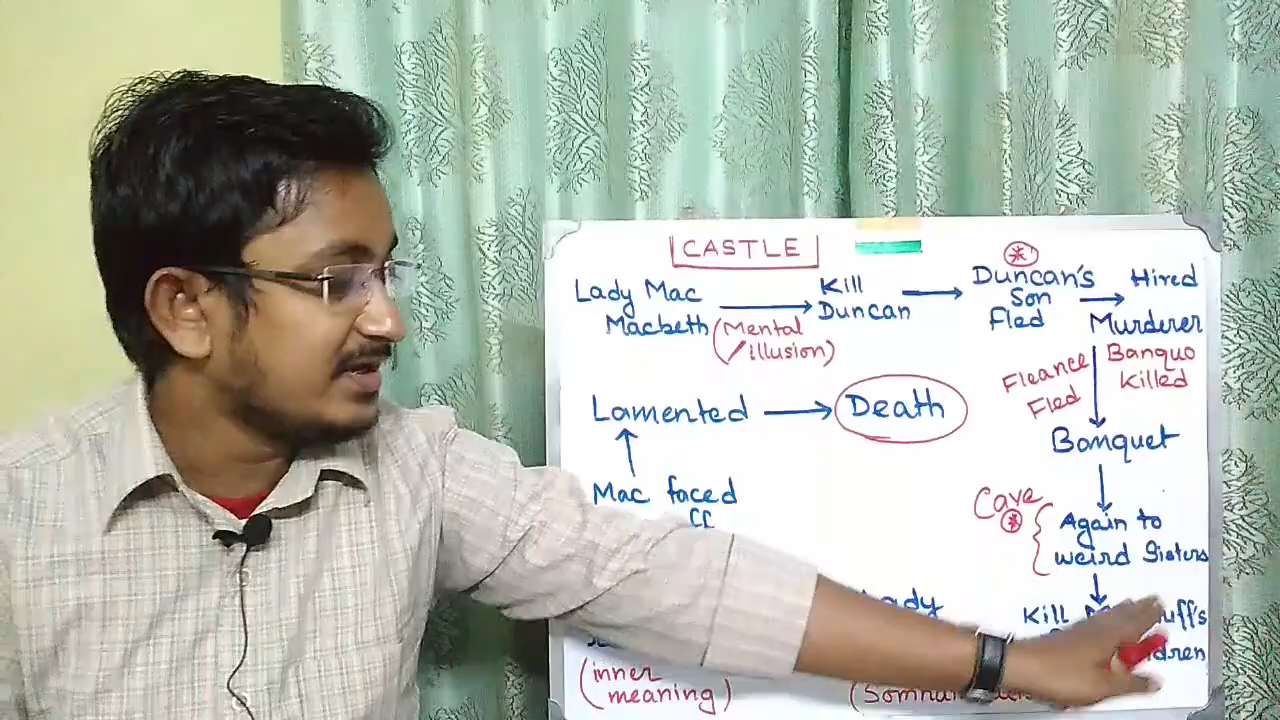 CASTLE
Lady Mac
Macbeth
(Mental
illusion)
Kill
Duncan
Duncan's
Son
Fled
Hired
Murderer
Fleance
Fled
Banquo
Killed
Banquet
Cave
Again to
weird Sisters
Kill
Lady
Mac faced
Lamented
Death
(inner
meaning)